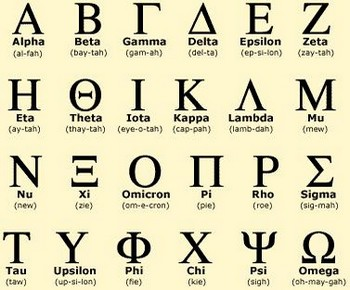 Α Β Γ Δ Ε Ζ
Alpha Beta Gamma Delta Epsilon Zeta
(al-fah) (bay-tah) (gam-ah) (del-ta) (ep-si-lon) (zay-tah)
Η Θ Ι Κ Λ Μ
Eta Theta Iota Kappa Lambda Mu
(ay-tah) (thay-tah) (eye-o-tah) (cap-pah) (lamb-dah) (mew)
Ν Ξ Ο Π Ρ Σ
Nu Xi Omicron Pi Rho Sigma
(new) (zie) (om-e-cron) (pie) (roe) (sig-mah)
Τ Υ Φ Χ Ψ Ω
Tau Upsilon Phi Chi Psi Omega
(taw) (up-si-lon) (fie) (kie) (sigh) (oh-may-gah)